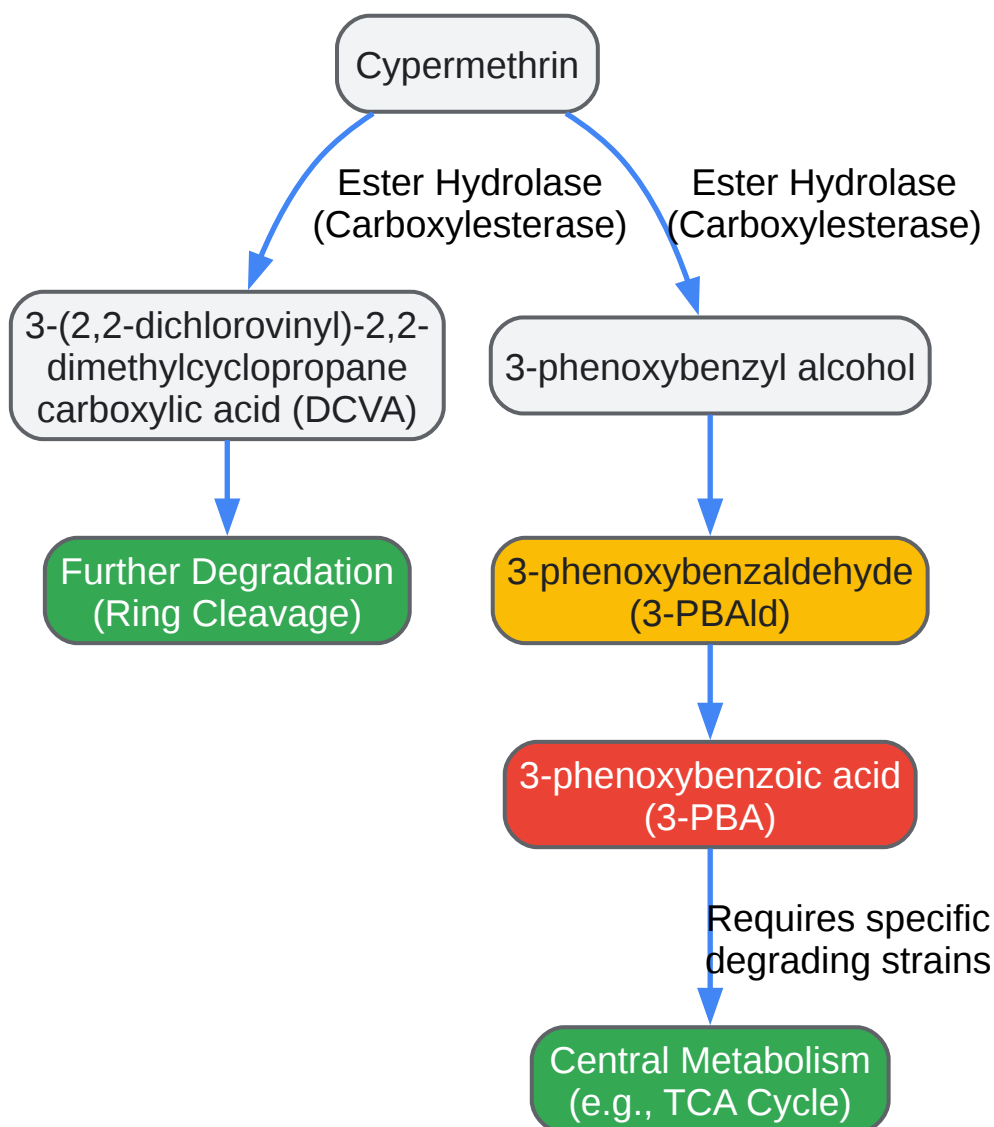 Cypermethrin
Ester Hydrolase
(Carboxylesterase)
Ester Hydrolase
(Carboxylesterase)
3-(2,2-dichlorovinyl)-2,2-
dimethylcyclopropane
carboxylic acid (DCVA)
3-phenoxybenzyl alcohol
Further Degradation
(Ring Cleavage)
3-phenoxybenzaldehyde
(3-PBAld)
3-phenoxybenzoic acid
(3-PBA)
Requires specific
degrading strains
Central Metabolism
(e.g., TCA Cycle)